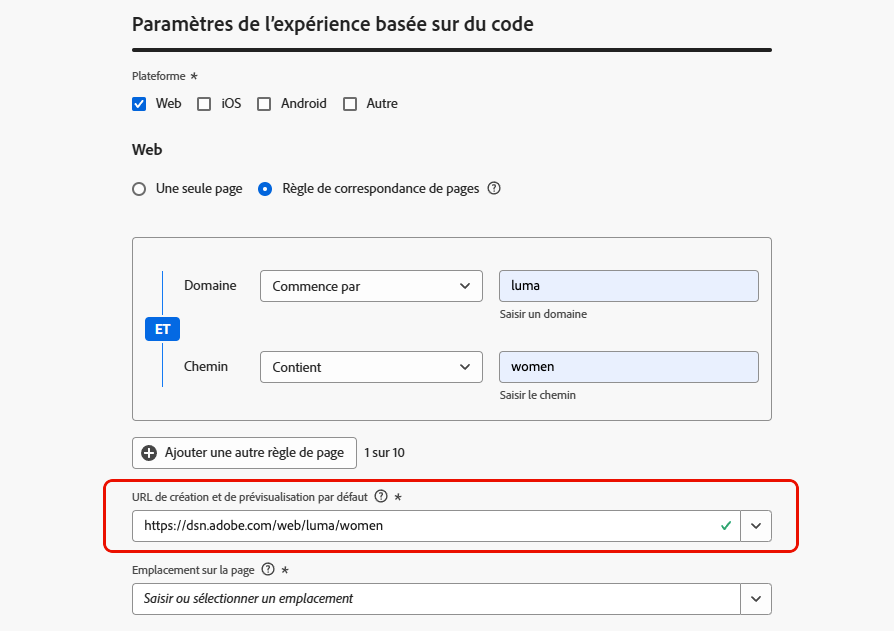 Paramètres de l’expérience basée sur du code
Plateforme *
Web iOS Android Autre
Web
Une seule page Règle de correspondance de pages ?
Domaine Commence par luma
Saisir un domaine
ET
Chemin Contient women
Saisir le chemin
Ajouter une autre règle de page 1 sur 10
URL de création et de prévisualisation par défaut ? *
https://dsn.adobe.com/web/luma/women
Emplacement sur la page ? *
Saisir ou sélectionner un emplacement